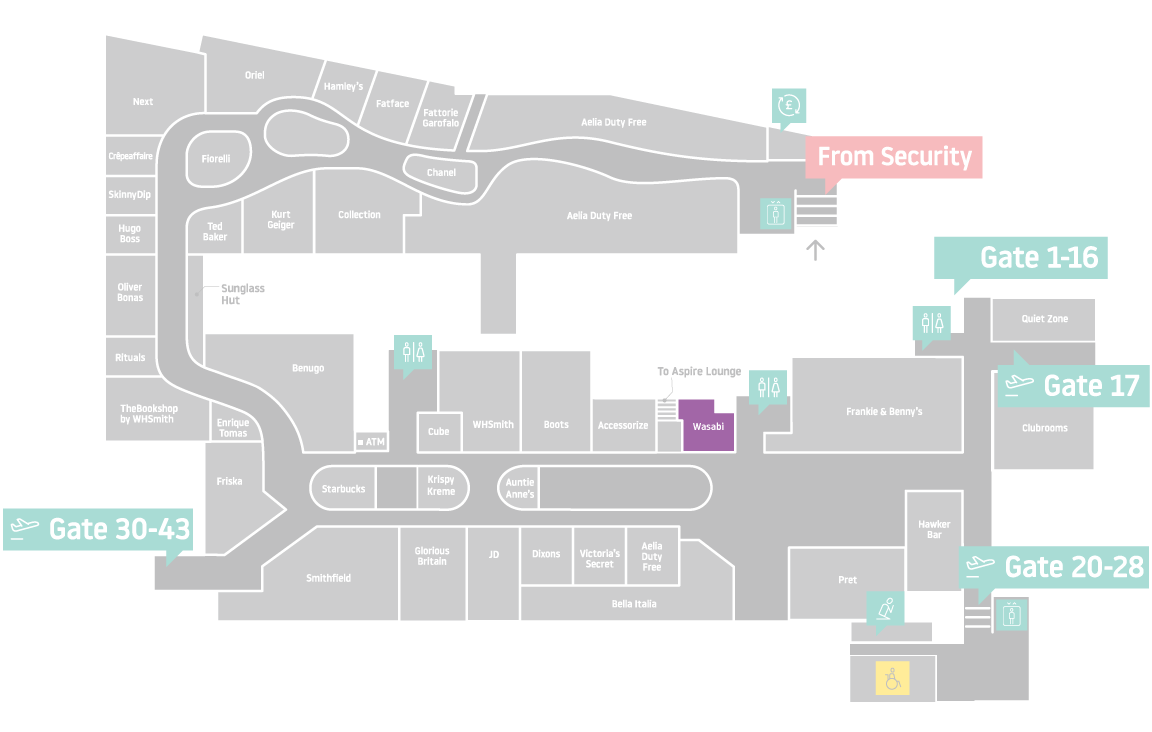 Oriel
Next
Hamley's
Fatface
Fattorie
Garofalo
Aelia Duty Free
£
From Security
Crêpeaffaire
Fiorelli
Chanel
SkinnyDip
Hugo
Boss
Ted
Baker
Kurt
Geiger
Collection
Aelia Duty Free
Gate 1-16
Oliver
Bonas
Sunglass
Hut
Quiet Zone
Rituals
Benugo
To Aspire Lounge
Gate 17
TheBookshop
by WHSmith
Enrique
Tomas
ATM
Cube
WHSmith
Boots
Accessorize
Wasabi
Frankie & Benny's
Clubrooms
Friska
Starbucks
Krispy
Kreme
Auntie
Anne's
Gate 30-43
Hawker
Bar
Smithfield
Glorious
Britain
JD
Dixons
Victoria's
Secret
Aelia
Duty
Free
Bella Italia
Pret
Gate 20-28